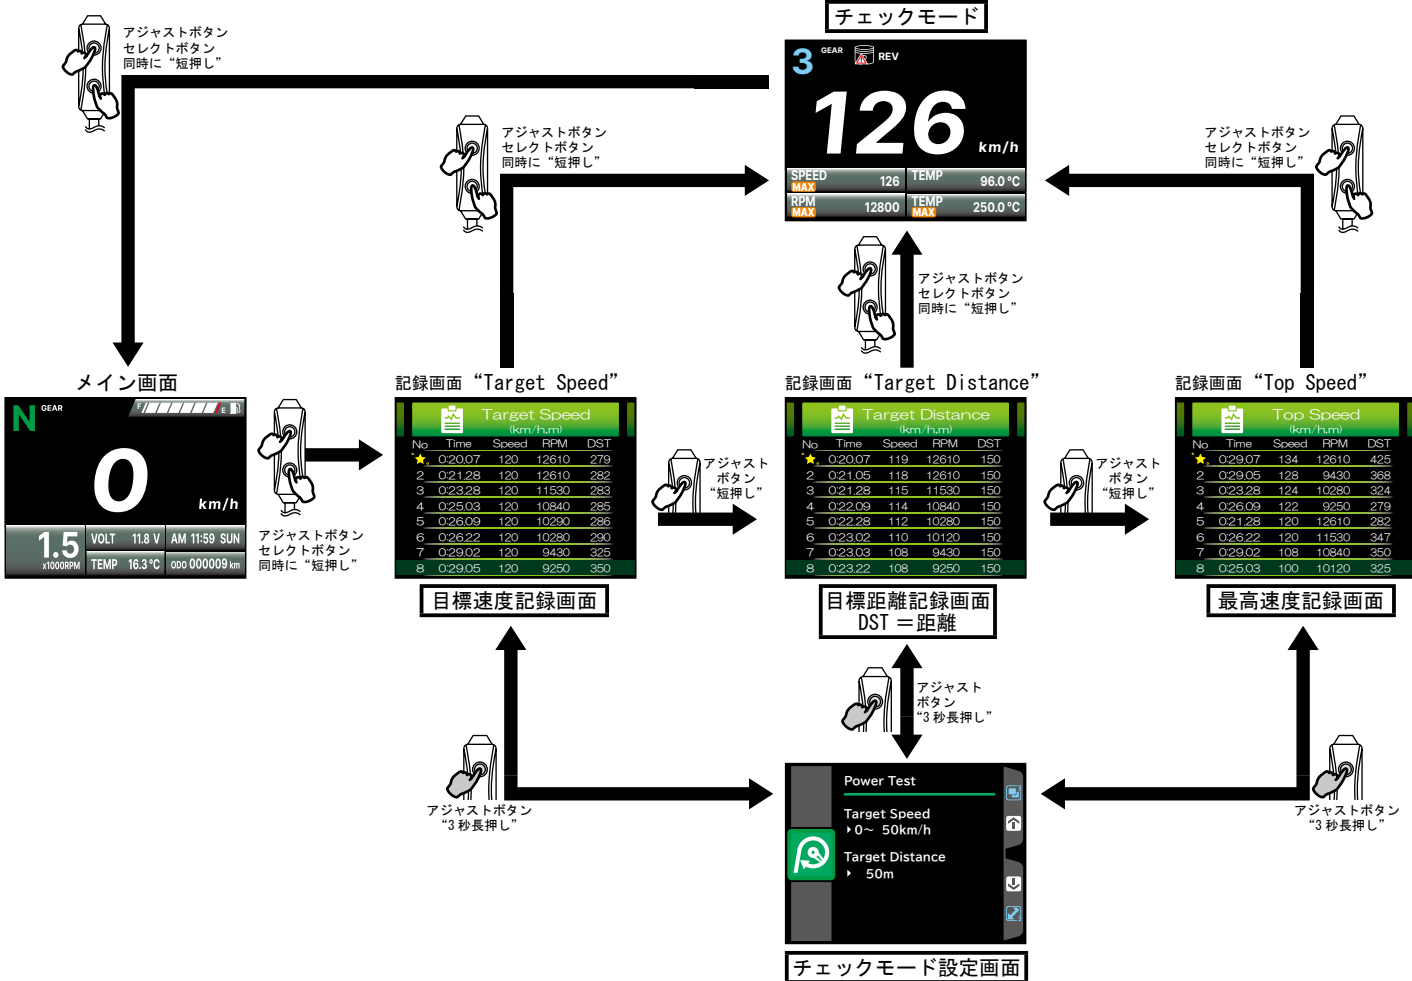 チェックモード
アジャストボタン
セレクトボタン
同時に“短押し”
3 GEAR REV
126
km/h
SPEED MAX 126 TEMP 96.0 °C
RPM MAX 12800 TEMP MAX 250.0 °C
アジャストボタン
セレクトボタン
同時に“短押し”
アジャストボタン
セレクトボタン
同時に“短押し”
アジャストボタン
セレクトボタン
同時に“短押し”
メイン画面
N GEAR F E
0
km/h
1.5 x1000RPM
VOLT 11.8 V AM 11:59 SUN
TEMP 16.3 °C ODO 000009 km
アジャストボタン
セレクトボタン
同時に“短押し”
記録画面“Target Speed”
Target Speed
(km/h,m)
No Time Speed RPM DST
0:20,07 120 12610 279
2 0:21,28 120 12610 282
3 0:23,28 120 11530 283
4 0:25,03 120 10840 285
5 0:26,09 120 10290 286
6 0:26,22 120 10280 290
7 0:29,02 120 9430 325
8 0:29,05 120 9250 350
目標速度記録画面
アジャスト
ボタン
“短押し”
記録画面“Target Distance”
Target Distance
(km/h,m)
No Time Speed RPM DST
0:20,07 119 12610 150
2 0:21,05 118 12610 150
3 0:21,28 115 11530 150
4 0:22,09 114 10840 150
5 0:22,28 112 10280 150
6 0:23,02 110 10120 150
7 0:23,03 108 9430 150
8 0:23,22 108 9250 150
目標距離記録画面
DST＝距離
アジャスト
ボタン
“短押し”
記録画面“Top Speed”
Top Speed
(km/h,m)
No Time Speed RPM DST
0:29,07 134 12610 425
2 0:29,05 128 9430 368
3 0:23,28 124 10280 324
4 0:26,09 122 9250 279
5 0:21,28 120 12610 282
6 0:26,22 120 11530 347
7 0:29,02 108 10840 350
8 0:25,03 100 10120 325
最高速度記録画面
アジャスト
ボタン
“3秒長押し”
アジャストボタン
“3秒長押し”
アジャストボタン
“3秒長押し”
Power Test
Target Speed
0～ 50km/h
Target Distance
50m
チェックモード設定画面